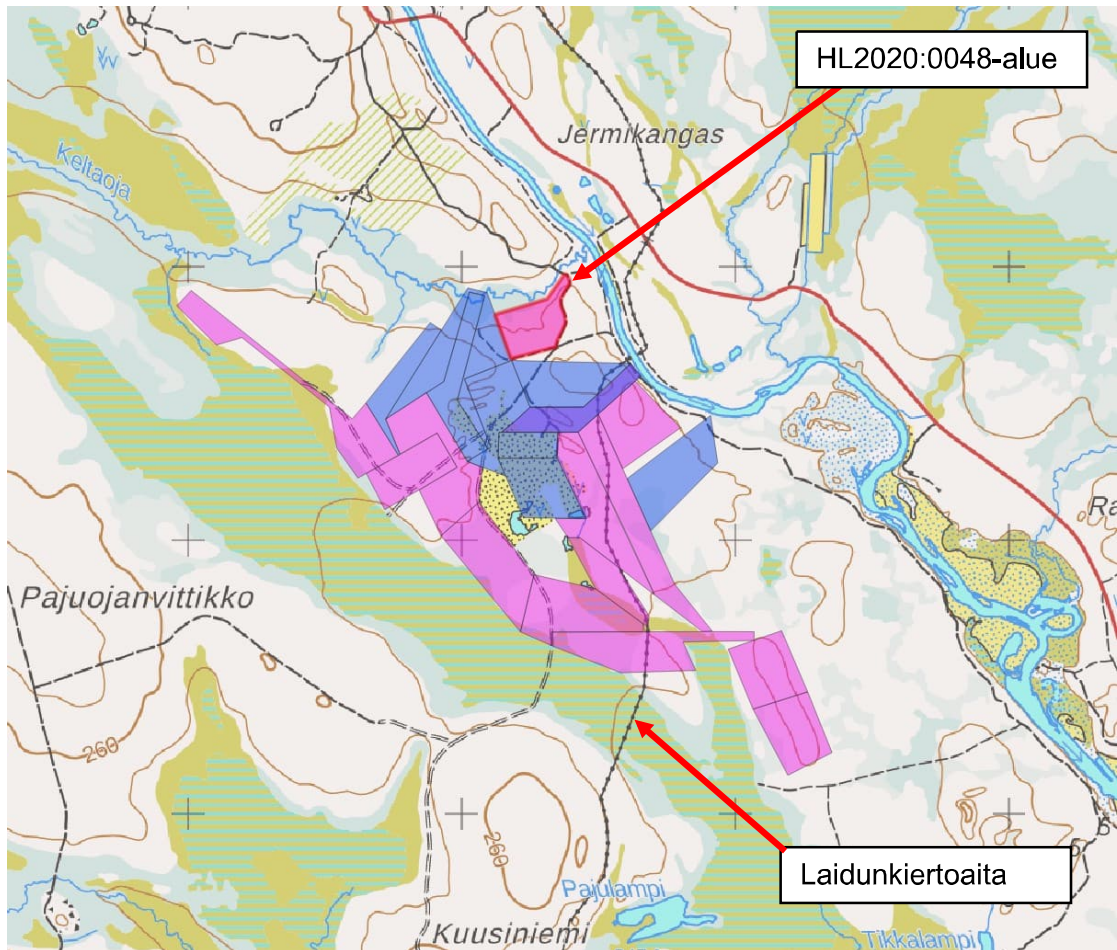 HL2020:0048-alue
Jermikangas
Keltaoja
Ra
Pajuojanvittikko
260
260
Laidunkiertoaita
Pajulampi
Kuusiniemi
Tikkalampi